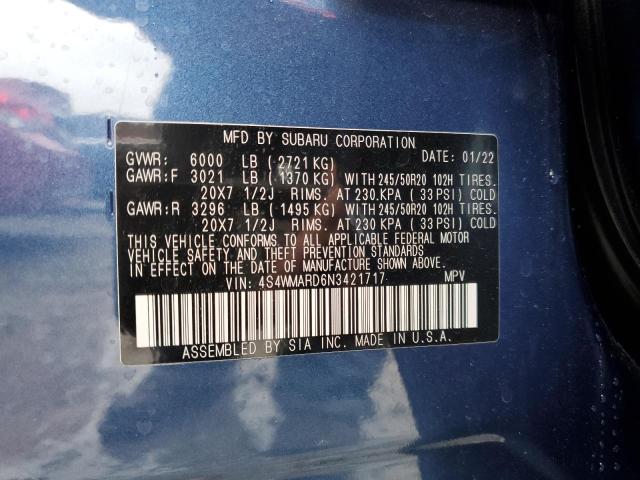 MFD BY SUBARU CORPORATION
GVWR: 6000 LB (2721 KG) DATE: 01/22
GAWR:F 3021 LB (1370 KG) WITH 245/50R20 102H TIRES.
20X7 1/2J RIMS. AT 230.KPA (33 PSI) COLD
GAWR:R 3296 LB (1495 KG) WITH 245/50R20 102H TIRES.
20X7 1/2J RIMS. AT 230 KPA (33 PSI) COLD
THIS VEHICLE CONFORMS TO ALL APPLICABLE FEDERAL MOTOR
VEHICLE SAFETY AND THEFT PREVENTION STANDARDS
IN EFFECT ON THE DATE OF MANUFACTURE SHOWN ABOVE.
VIN: 4S4WMARD6N3421717 MPV
ASSEMBLED BY SIA INC. MADE IN U.S.A.